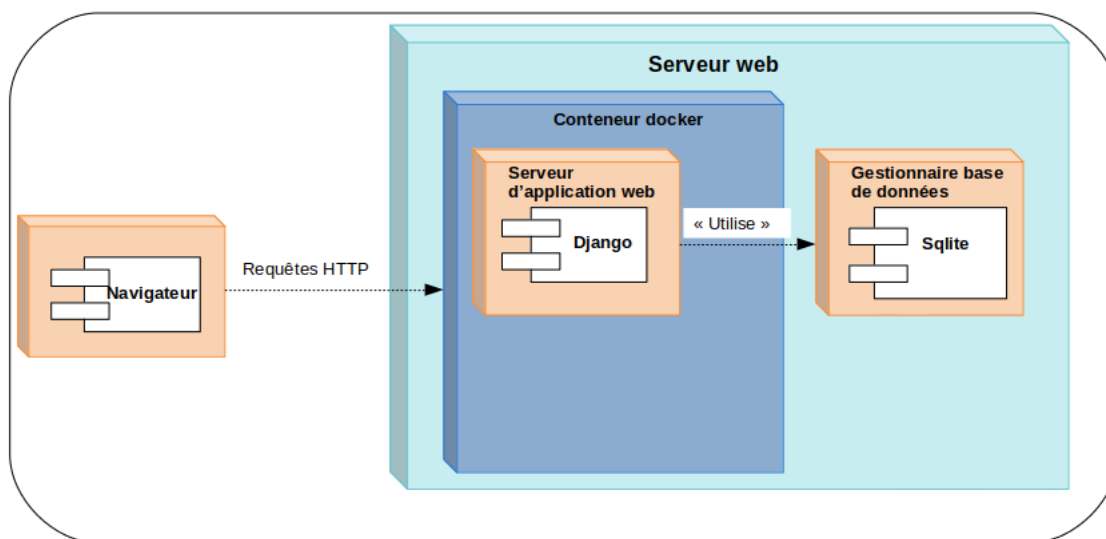 Serveur web
Conteneur docker
Serveur
d’application web
Django
« Utilise »
Gestionnaire base
de données
Sqlite
Navigateur
Requêtes HTTP